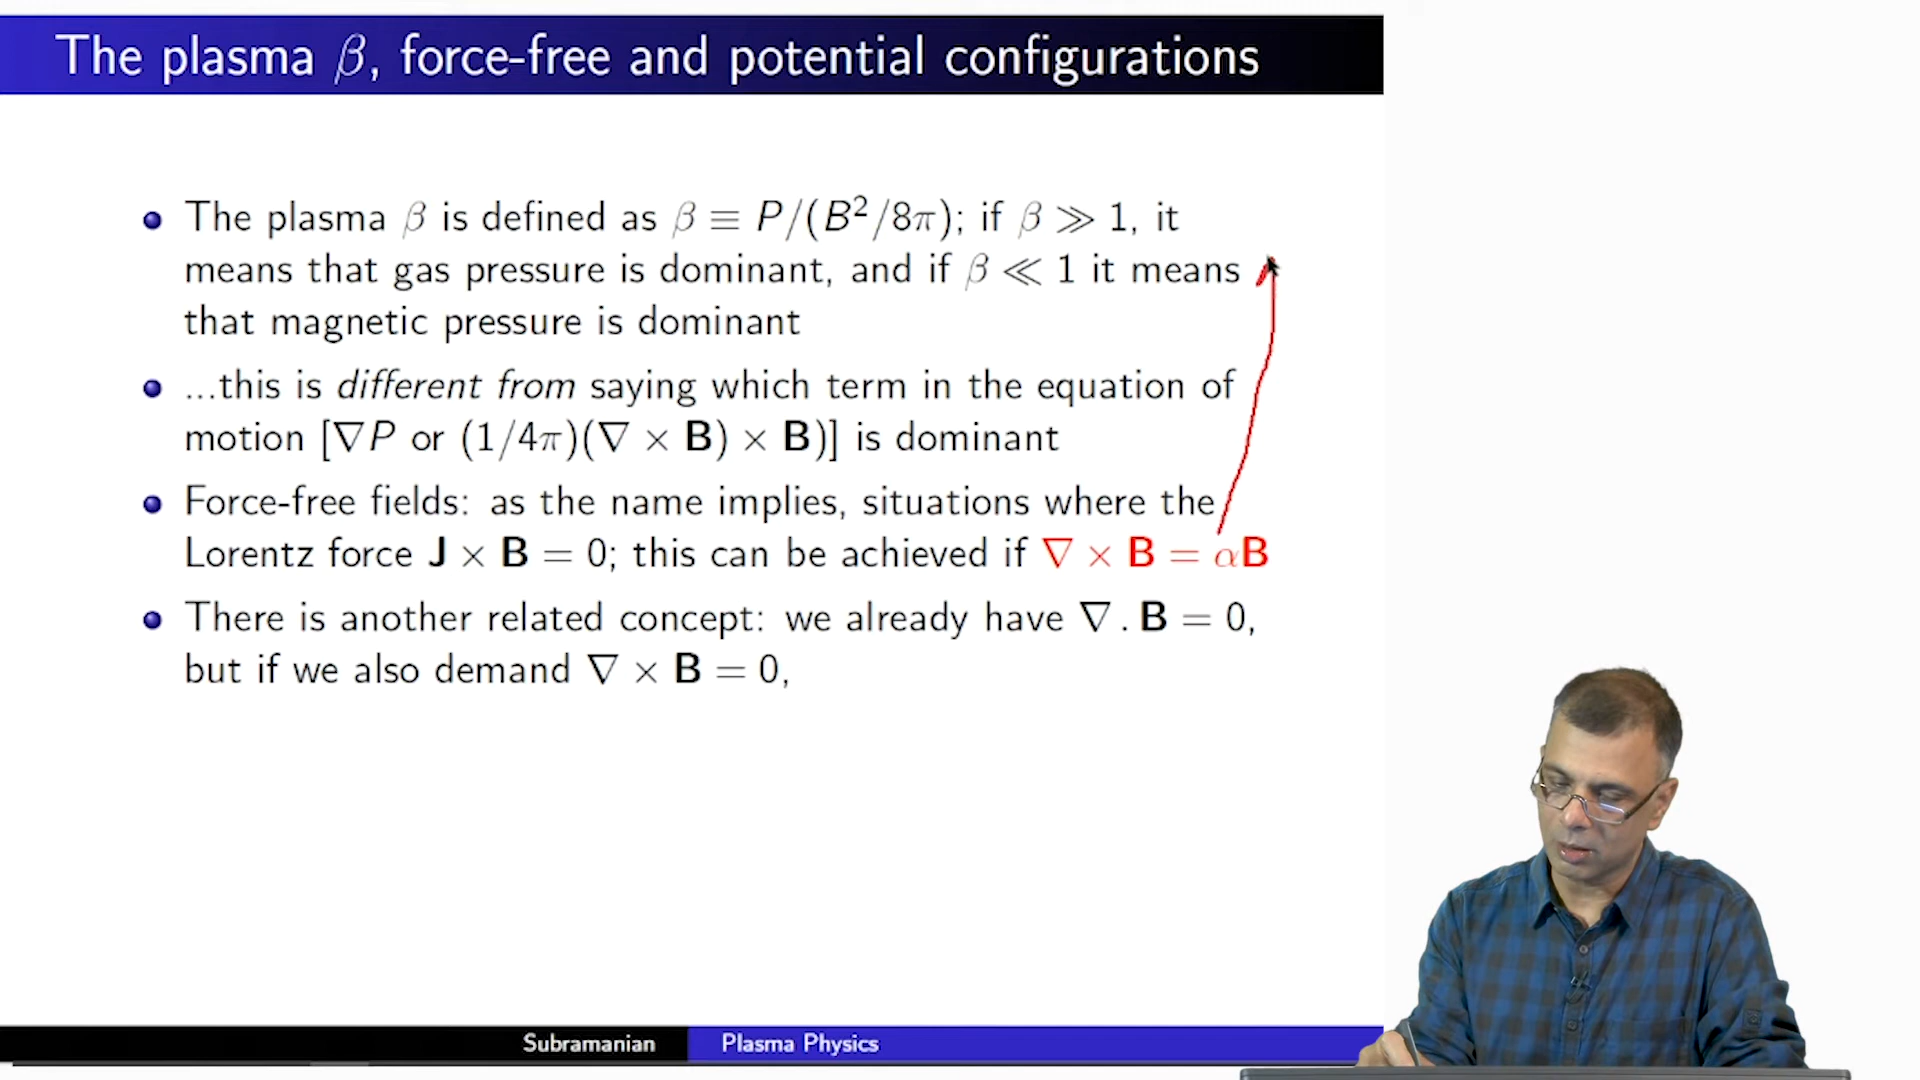 The plasma β, force-free and potential configurations
The plasma β is defined as β ≡ P/(B²/8π); if β ≫ 1, it
means that gas pressure is dominant, and if β ≪ 1 it means
that magnetic pressure is dominant
...this is different from saying which term in the equation of
motion [∇P or (1/4π)(∇ × B) × B)] is dominant
Force-free fields: as the name implies, situations where the
Lorentz force J × B = 0; this can be achieved if ∇ × B = αB
There is another related concept: we already have ∇ . B = 0,
but if we also demand ∇ × B = 0,
Subramanian
Plasma Physics